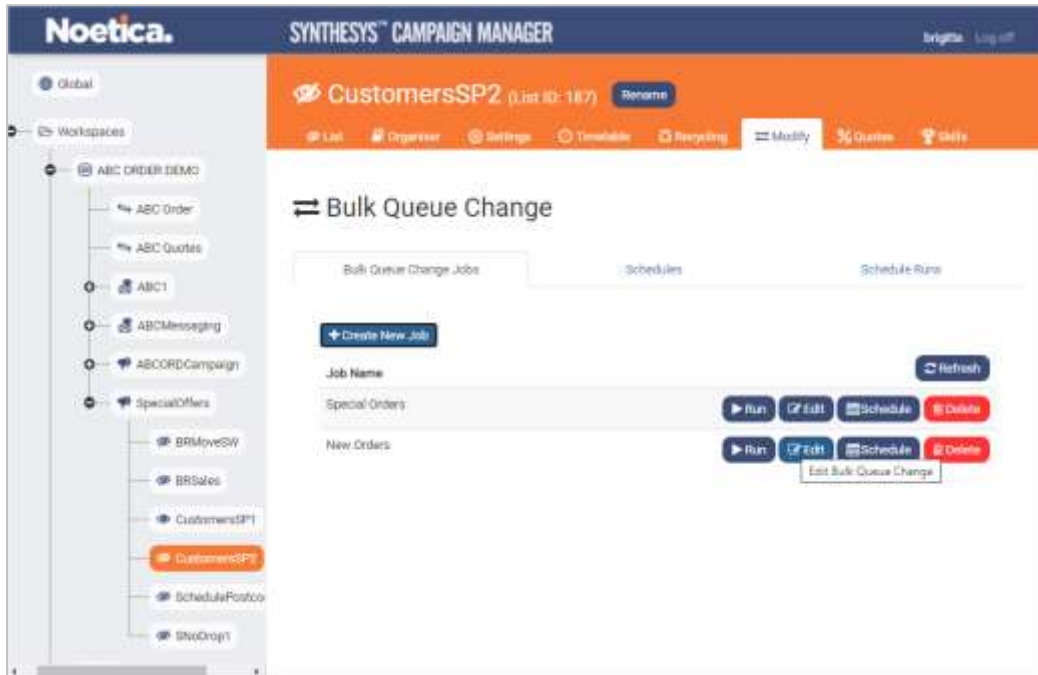 Noetica.
SYNTHESYS™ CAMPAIGN MANAGER
brigitte Log off
Global
Workspaces
ABC ORDER DEMO
ABC Order
ABC Quotes
ABC1
ABCMessaging
ABCORDCampaign
SpecialOffers
BRMoveSW
BRSales
CustomersSP1
CustomersSP2
SchedulePostco
SNoDrop1
CustomersSP2 (List ID: 187) Rename
List Organiser Settings Timetable Recycling Modify Quotas Skills
Bulk Queue Change
Bulk Queue Change Jobs Schedules Schedule Runs
Create New Job
Job Name Refresh
Special Orders Run Edit Schedule Delete
New Orders Run Edit Schedule Delete
Edit Bulk Queue Change